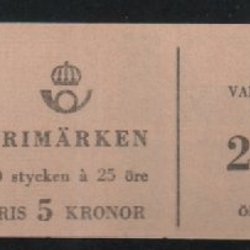 RIMÄRKEN
0 stycken à 25 öre
RIS 5 KRONOR
VA
2
ö